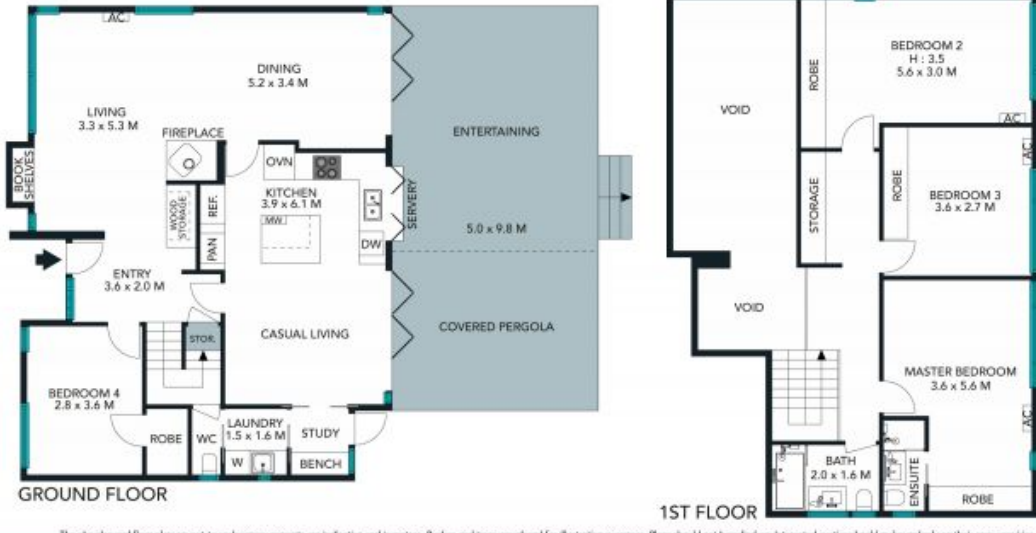 AC
DINING
5.2 x 3.4 M
LIVING
3.3 x 5.3 M
FIREPLACE
BOOK
SHELVES
WOOD
STORAGE
REF.
PAN
OVN
KITCHEN
3.9 x 6.1 M
MW
DW
SERVERY
ENTERTAINING
5.0 x 9.8 M
COVERED PERGOLA
ENTRY
3.6 x 2.0 M
STOR.
CASUAL LIVING
BEDROOM 4
2.8 x 3.6 M
ROBE
WC
LAUNDRY
1.5 x 1.6 M
W
STUDY
BENCH
GROUND FLOOR
VOID
ROBE
BEDROOM 2
H : 3.5
5.6 x 3.0 M
AC
STORAGE
ROBE
BEDROOM 3
3.6 x 2.7 M
AC
VOID
MASTER BEDROOM
3.6 x 5.6 M
AC
BATH
2.0 x 1.6 M
ENSUITE
ROBE
1ST FLOOR